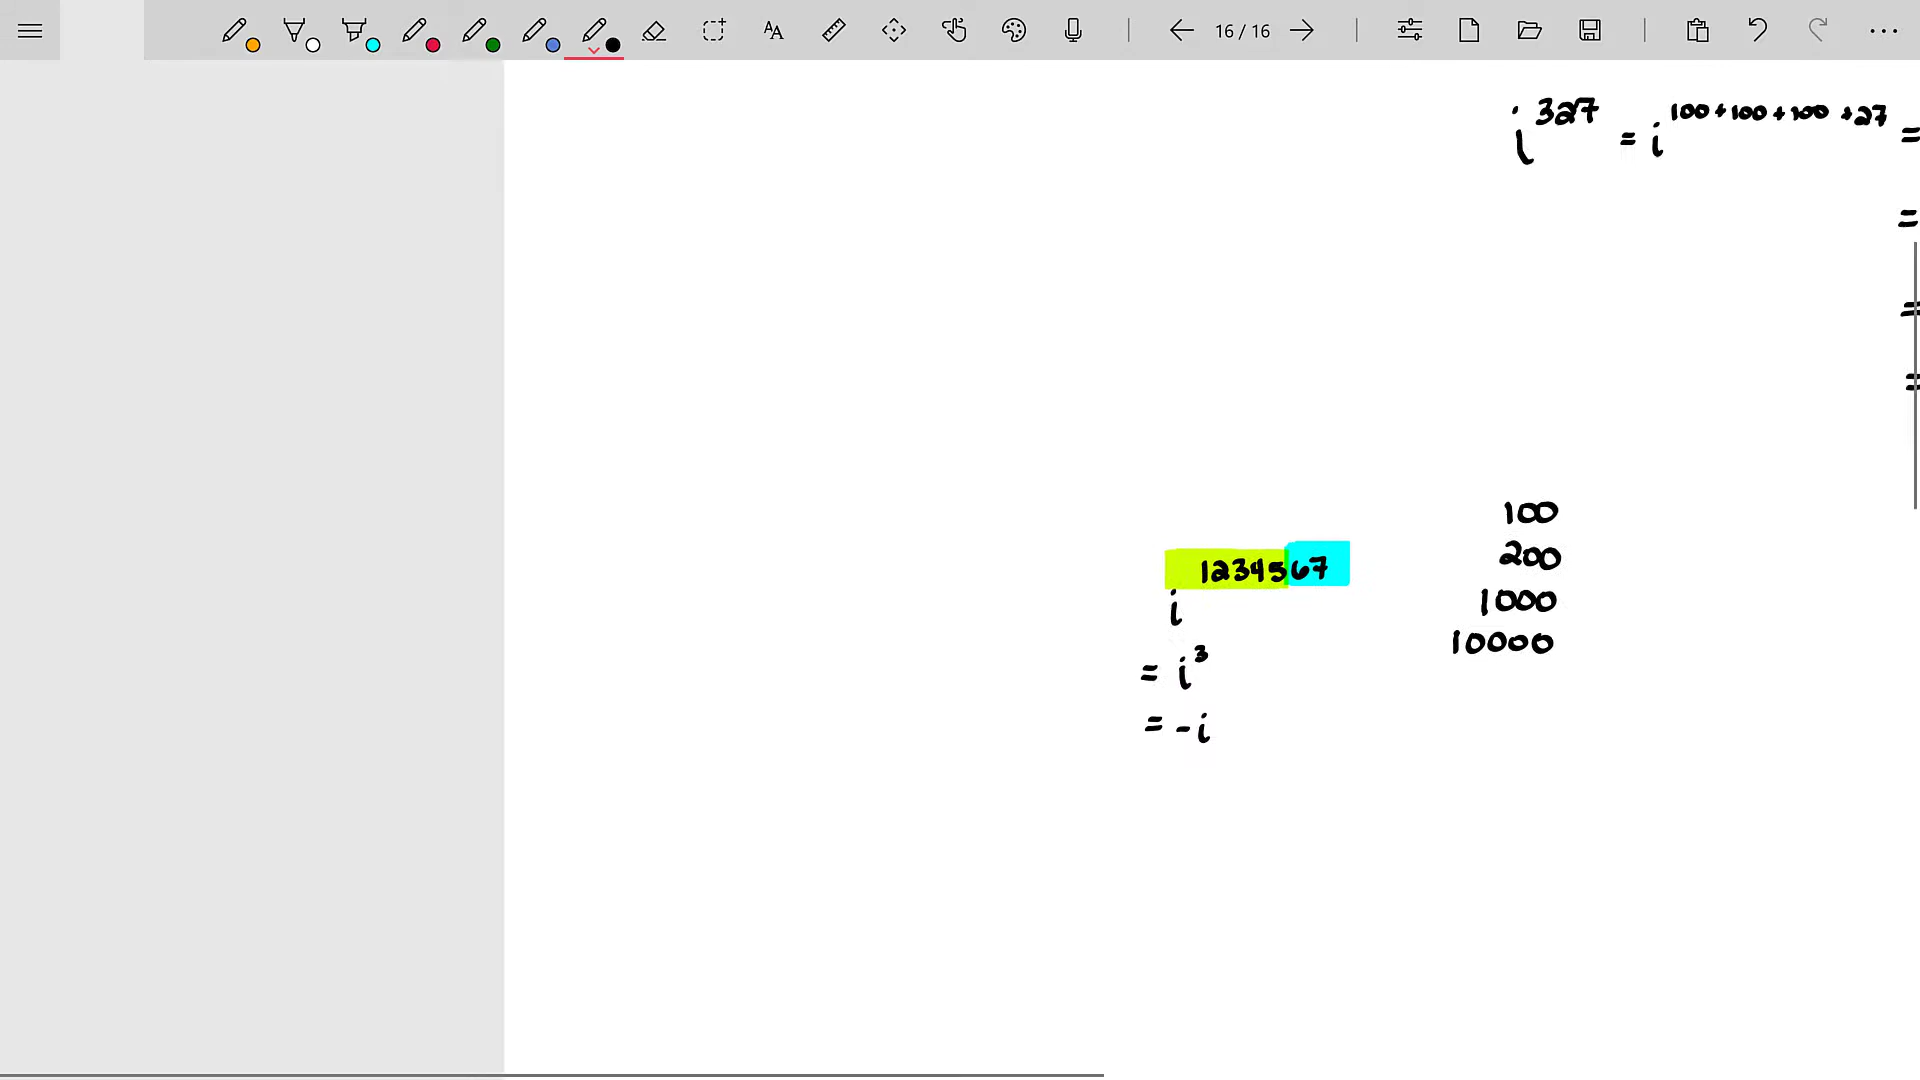 16 / 16
i^327 = i^100+100+100+27 =
=
=
=
100
200
i^1234567
1000
10000
= i^3
= -i